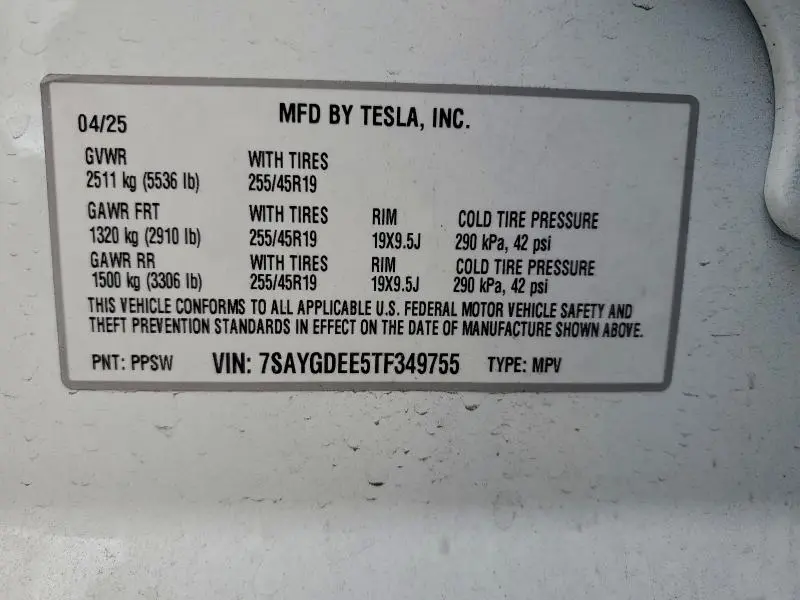 04/25 MFD BY TESLA, INC.
GVWR WITH TIRES
2511 kg (5536 lb) 255/45R19
GAWR FRT WITH TIRES RIM COLD TIRE PRESSURE
1320 kg (2910 lb) 255/45R19 19X9.5J 290 kPa, 42 psi
GAWR RR WITH TIRES RIM COLD TIRE PRESSURE
1500 kg (3306 lb) 255/45R19 19X9.5J 290 kPa, 42 psi
THIS VEHICLE CONFORMS TO ALL APPLICABLE U.S. FEDERAL MOTOR VEHICLE SAFETY AND
THEFT PREVENTION STANDARDS IN EFFECT ON THE DATE OF MANUFACTURE SHOWN ABOVE.
PNT: PPSW VIN: 7SAYGDEE5TF349755 TYPE: MPV